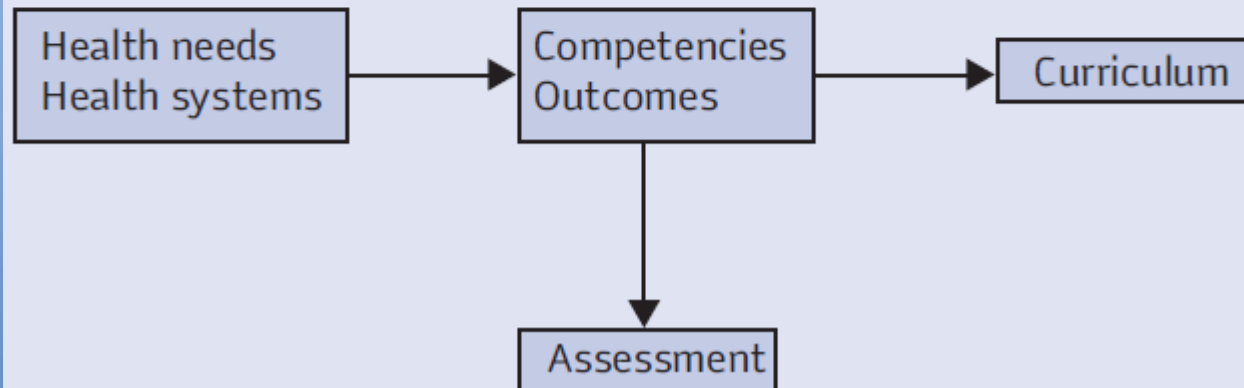 Health needs
Health systems
Competencies
Outcomes
Curriculum
Assessment